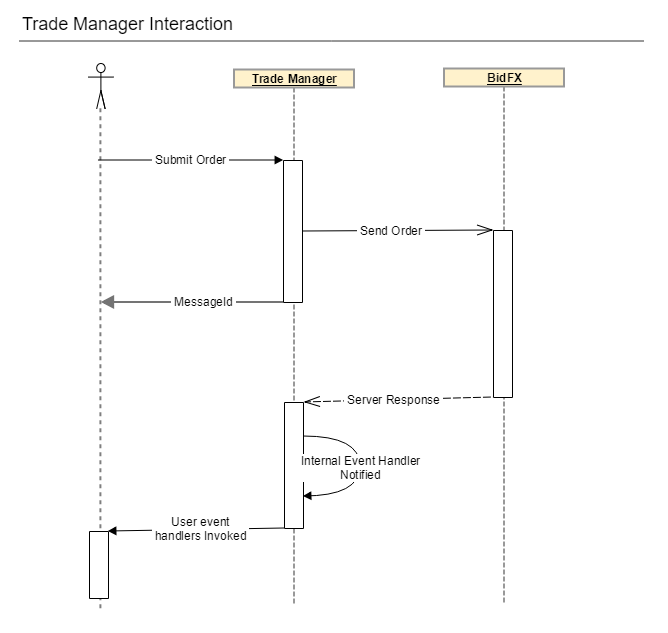 Trade Manager Interaction
Trade Manager
BidFX
Submit Order
Send Order
MessageId
Server Response
Internal Event Handler
Notified
User event
handlers Invoked